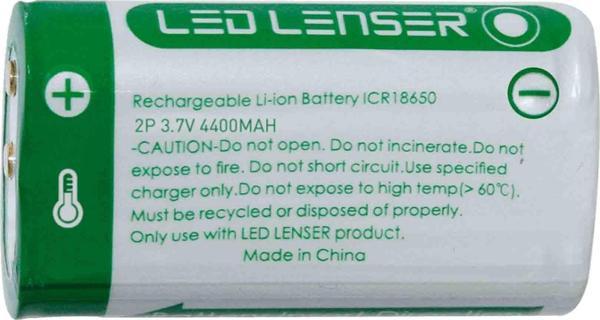 LED LENSER®
Rechargeable Li-ion Battery ICR18650
2P 3.7V 4400MAH
-CAUTION-Do not open. Do not incinerate.Do not
expose to fire. Do not short circuit.Use specified
charger only.Do not expose to high temp(> 60℃).
Must be recycled or disposed of properly.
Only use with LED LENSER product.
Made in China